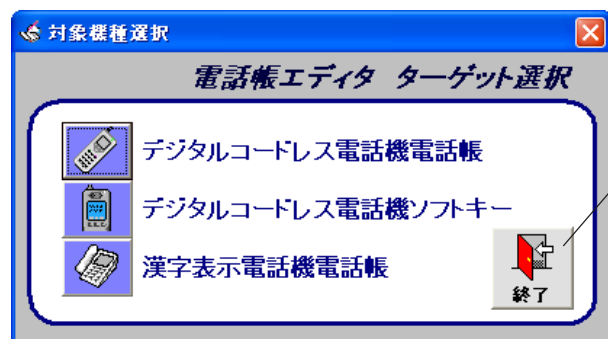 対象機種選択
電話帳エディタ ターゲット選択
デジタルコードレス電話機電話帳
デジタルコードレス電話機ソフトキー
漢字表示電話機電話帳
終了